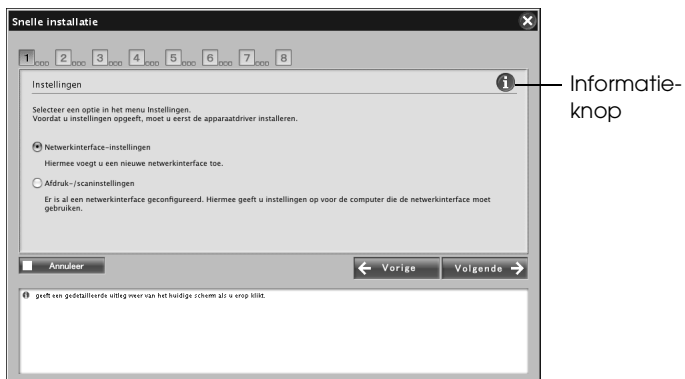 Snelle installatie
1 2 3 4 5 6 7 8
Instellingen
Selecteer een optie in het menu Instellingen.
Voordat u instellingen opgeeft, moet u eerst de apparaatdriver installeren.
Netwerkinterface-instellingen
Hiermee voegt u een nieuwe netwerkinterface toe.
Afdruk-/scaninstellingen
Er is al een netwerkinterface geconfigureerd. Hiermee geeft u instellingen op voor de computer die de netwerkinterface moet
gebruiken.
Annuleer
Vorige
Volgende
geeft een gedetailleerde uitleg weer van het huidige scherm als u erop klikt.
Informatie-
knop